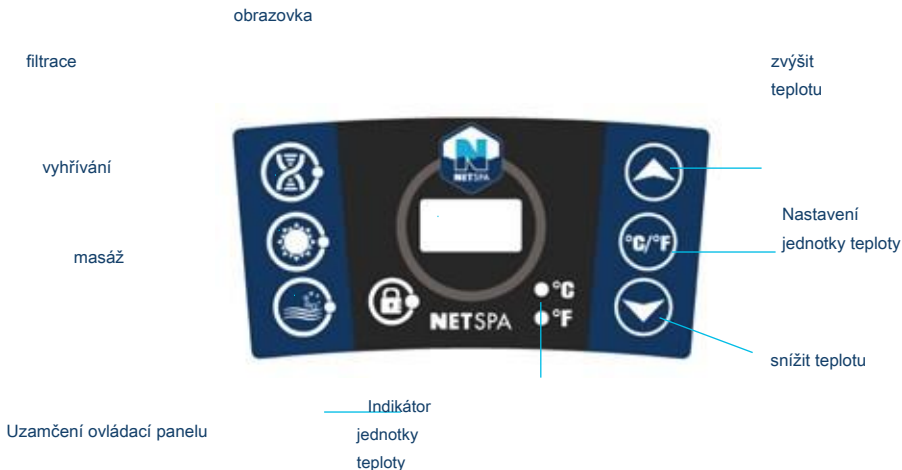 obrazovka
filtrace
zvýšit
teplotu
vyhřívání
masáž
N
NETSPA
°C/°F
Nastavení
jednotky teploty
°C
°F
NETSPA
snížit teplotu
Indikátor
jednotky
teploty
Uzamčení ovládací panelu